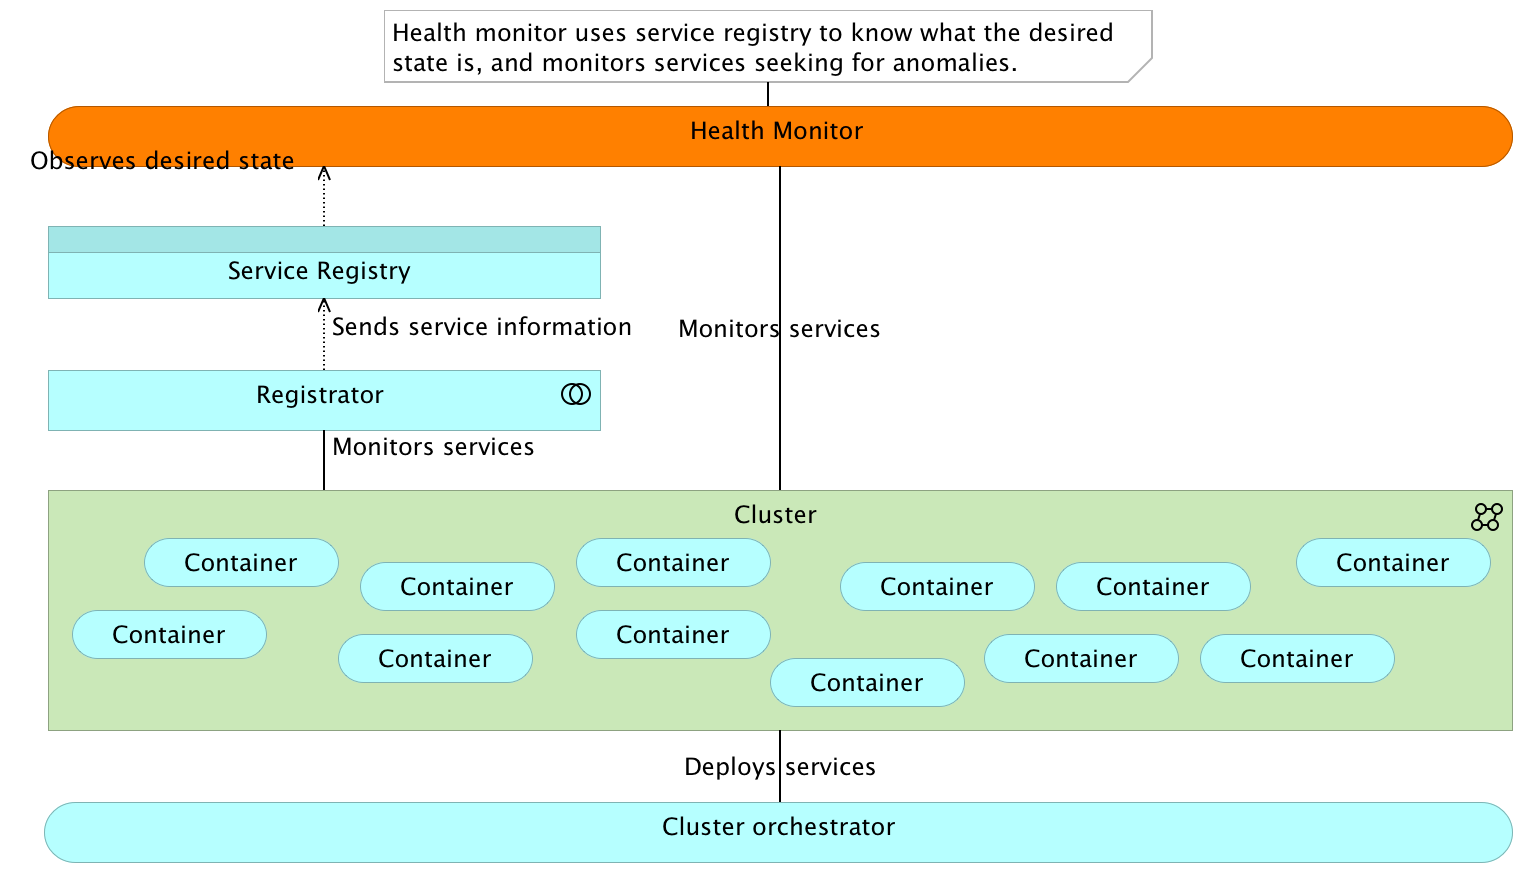 Health monitor uses service registry to know what the desired
state is, and monitors services seeking for anomalies.
Health Monitor
Observes desired state
Service Registry
Sends service information
Monitors services
Registrator
Monitors services
Cluster
Container
Container
Container
Container
Container
Container
Container
Container
Container
Container
Container
Container
Deploys services
Cluster orchestrator